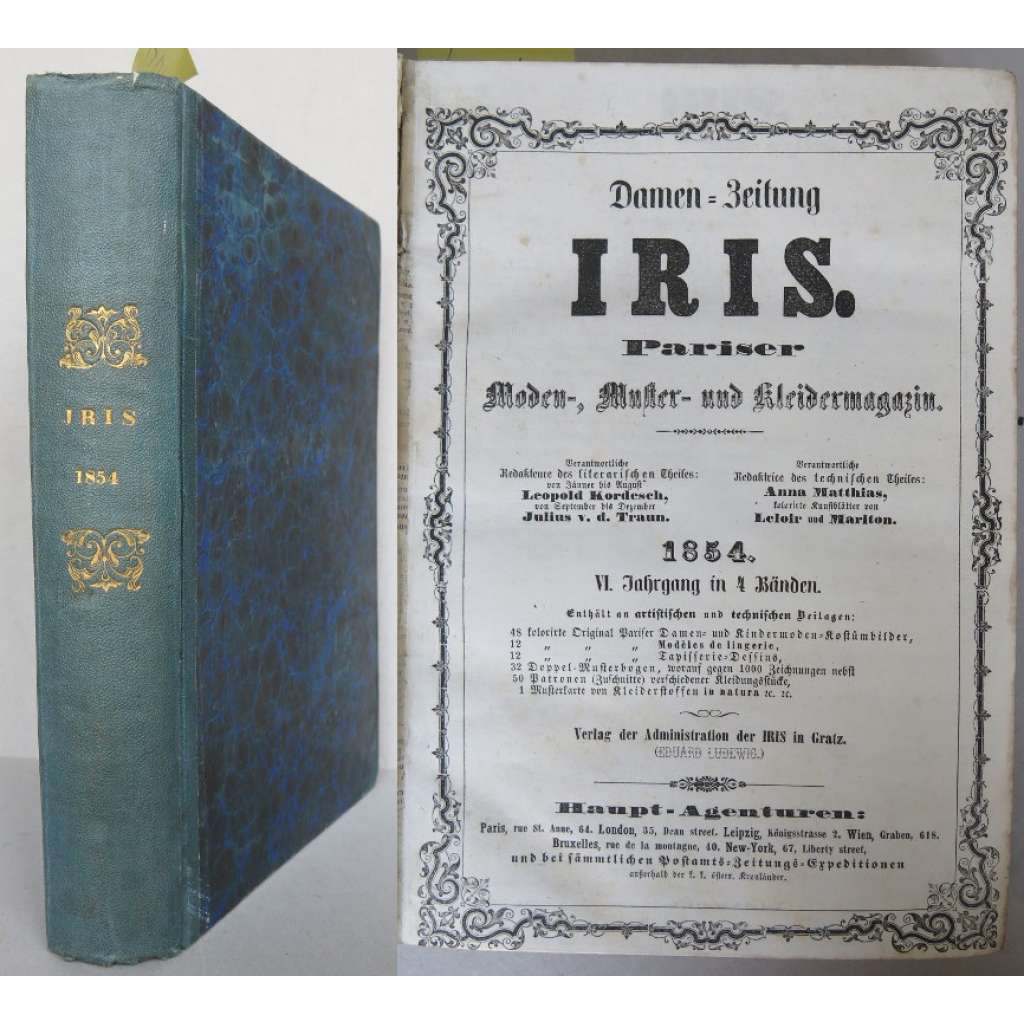 JRIS
1854
Damen=Zeitung
IRIS.
Pariser
Moden-, Muster- und Kleidermagazin.
Verantwortliche
Redakteure des literarischen Theiles:
von Jänner bis August
Leopold Kordesch,
von September bis Dezember
Julius v. d. Traun.
Verantwortliche
Redaktrice des technischen Theiles:
Anna Matthias,
kolorirte Kunstblätter von
Leloir und Mariton.
1854.
VI. Jahrgang in 4 Bänden.
Enthält an artistischen und technischen Beilagen:
48 kolorirte Original Pariser Damen= und Kindermoden=Kostümbilder,
12 „ „ „ Modèles de lingerie,
12 „ „ „ Tapisserie=Dessins,
32 Doppel=Musterbogen, worauf gegen 1000 Zeichnungen nebst
50 Patronen (Zuschnitte) verschiedener Kleidungsstücke,
1 Musterkarte von Kleiderstoffen in natura ꝛc. ꝛc.
Verlag der Administration der IRIS in Gratz.
(EDUARD LUDEWIG.)
Haupt-Agenturen:
Paris, rue St. Anne, 64. London, 35, Dean street. Leipzig, Königsstrasse 2. Wien, Graben, 618.
Bruxelles, rue de la montagne, 40. New-York, 67, Liberty street,
und bei sämmtlichen Postamts=Zeitungs=Expeditionen
außerhalb der k. k. österr. Kronländer.